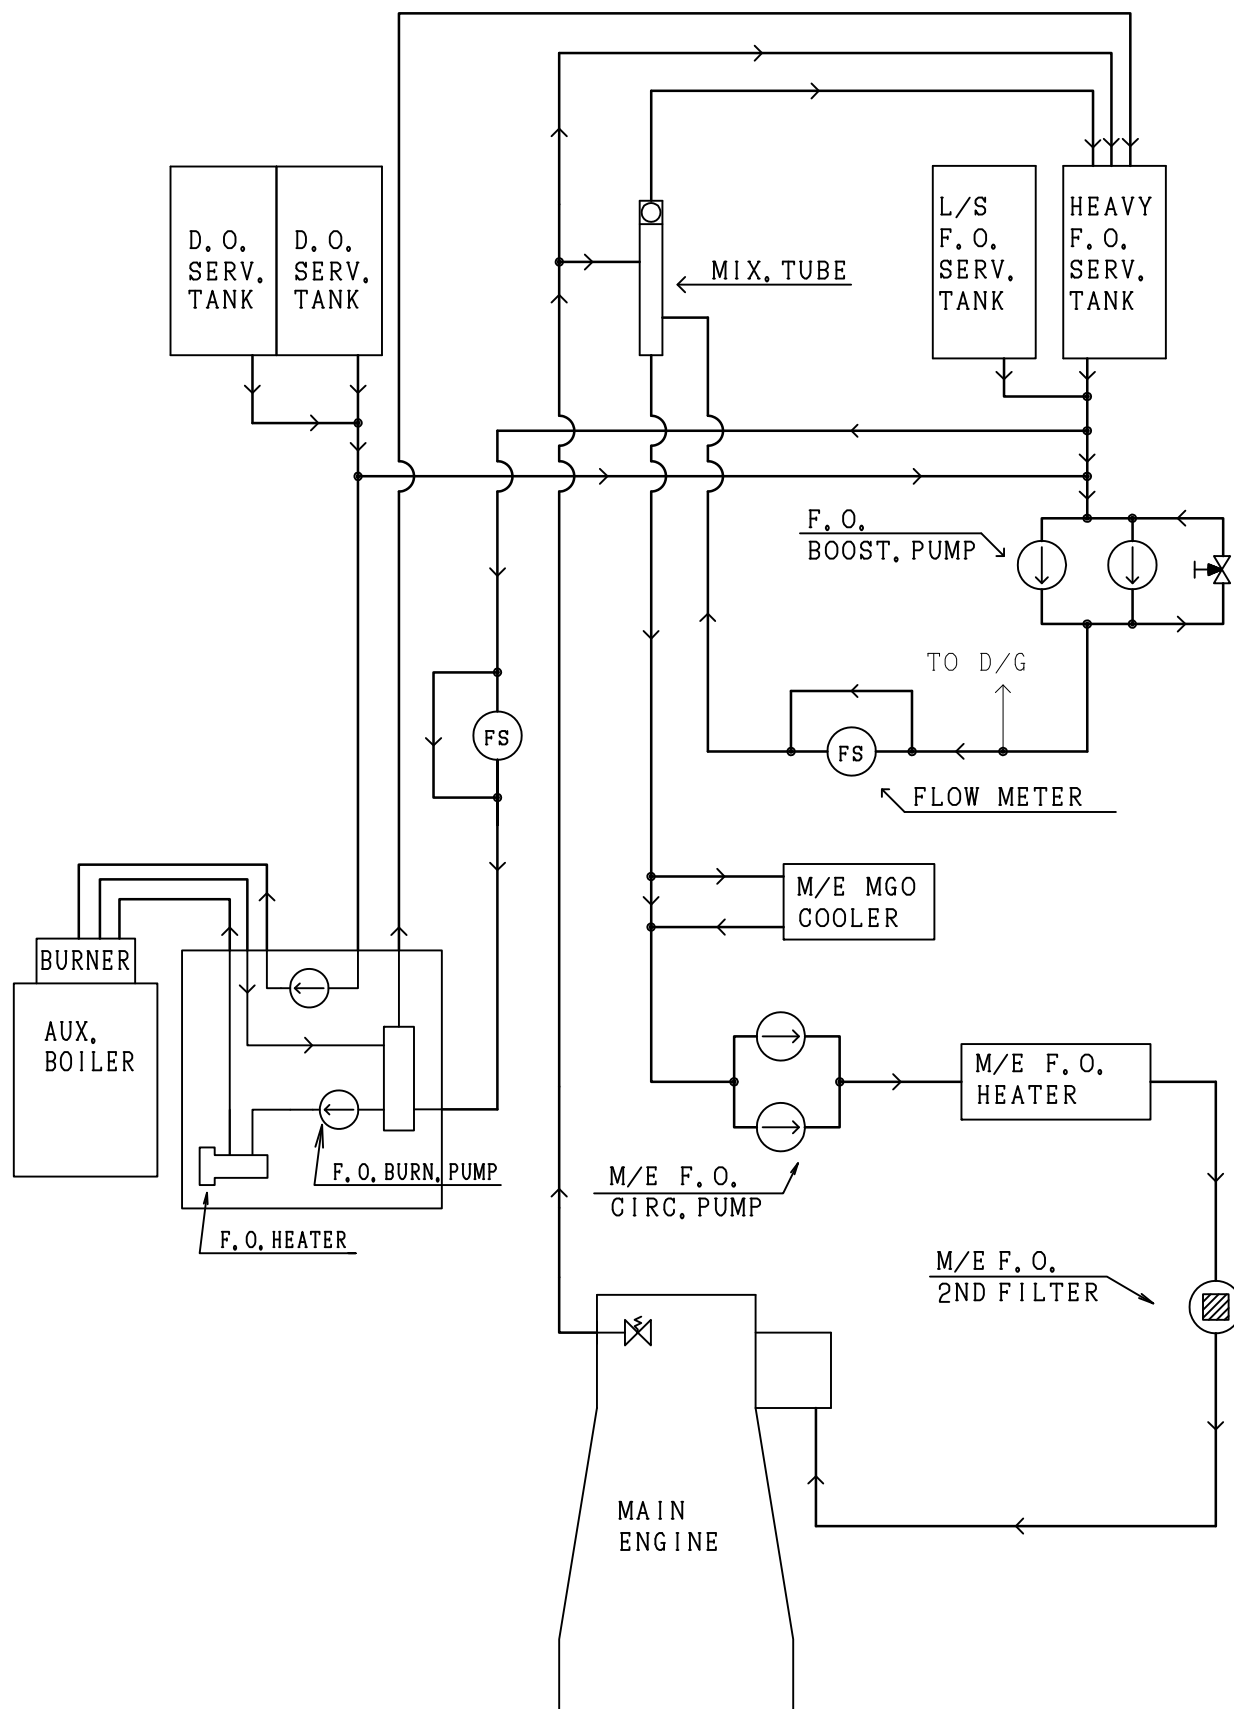 D.O.
SERV.
TANK
D.O.
SERV.
TANK
L/S
F.O.
SERV.
TANK
HEAVY
F.O.
SERV.
TANK
MIX. TUBE
F.O.
BOOST. PUMP
TO D/G
FS
FS
FLOW METER
M/E MGO
COOLER
BURNER
AUX.
BOILER
M/E F.O.
HEATER
F.O. BURN. PUMP
M/E F.O.
CIRC. PUMP
F.O. HEATER
M/E F.O.
2ND FILTER
MAIN
ENGINE